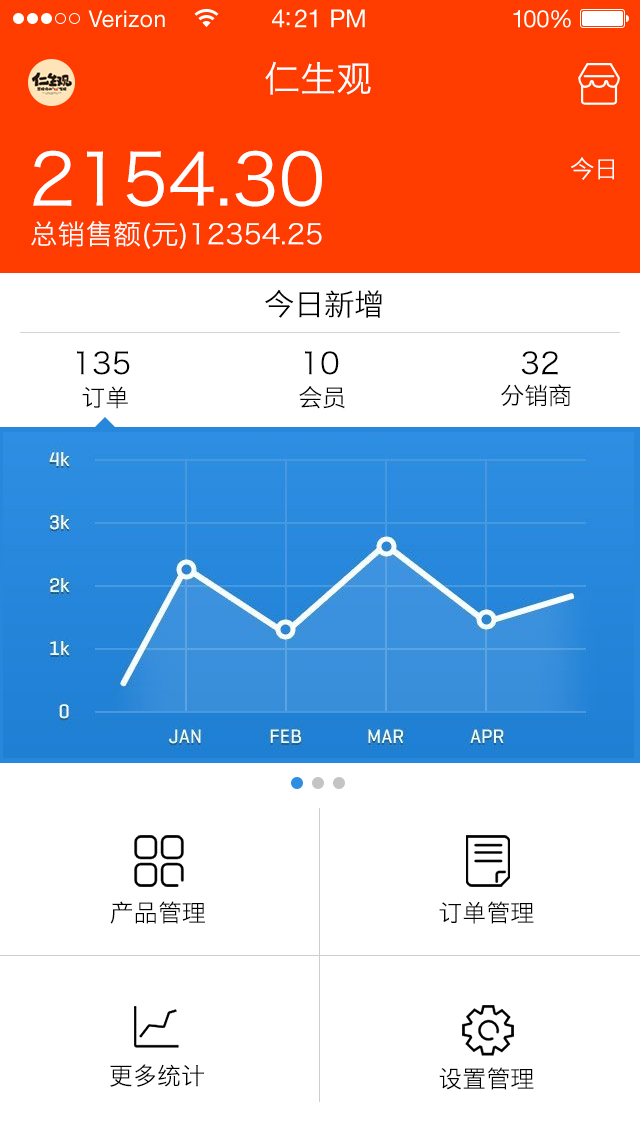 Verizon 4:21 PM 100%
仁生观
仁生观
2154.30
今日
总销售额(元)12354.25
今日新增
135 10 32
订单 会员 分销商
4k
3k
2k
1k
0
JAN FEB MAR APR
产品管理 订单管理
更多统计 设置管理